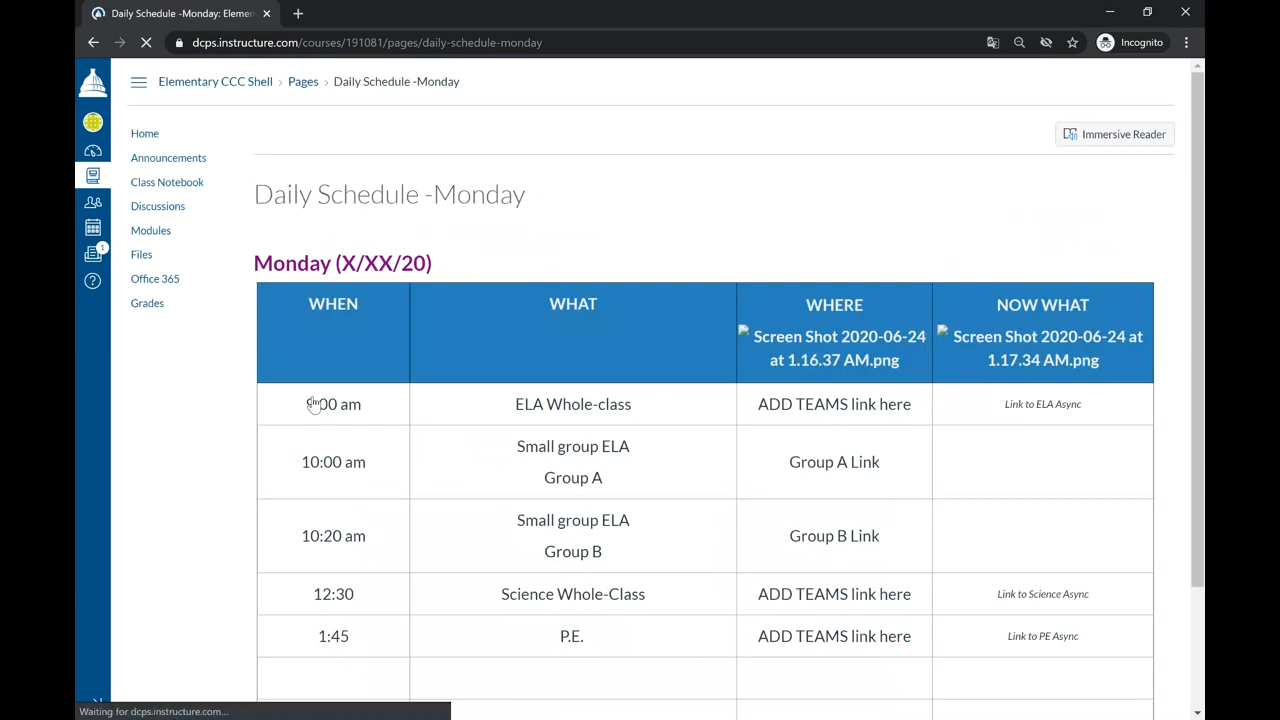 Daily Schedule -Monday: Elemen
Incognito
dcps.instructure.com/courses/191081/pages/daily-schedule-monday
Elementary CCC Shell › Pages › Daily Schedule -Monday
Immersive Reader
Home
Announcements
Class Notebook
Discussions
Modules
1
Files
Office 365
Grades
Daily Schedule -Monday
Monday (X/XX/20)
WHEN WHAT WHERE NOW WHAT
Screen Shot 2020-06-24 Screen Shot 2020-06-24 at
at 1.16.37 AM.png 1.17.34 AM.png
9:00 am ELA Whole-class ADD TEAMS link here Link to ELA Async
10:00 am Small group ELA Group A Link
Group A
10:20 am Small group ELA Group B Link
Group B
12:30 Science Whole-Class ADD TEAMS link here Link to Science Async
1:45 P.E. ADD TEAMS link here Link to PE Async
Waiting for dcps.instructure.com...